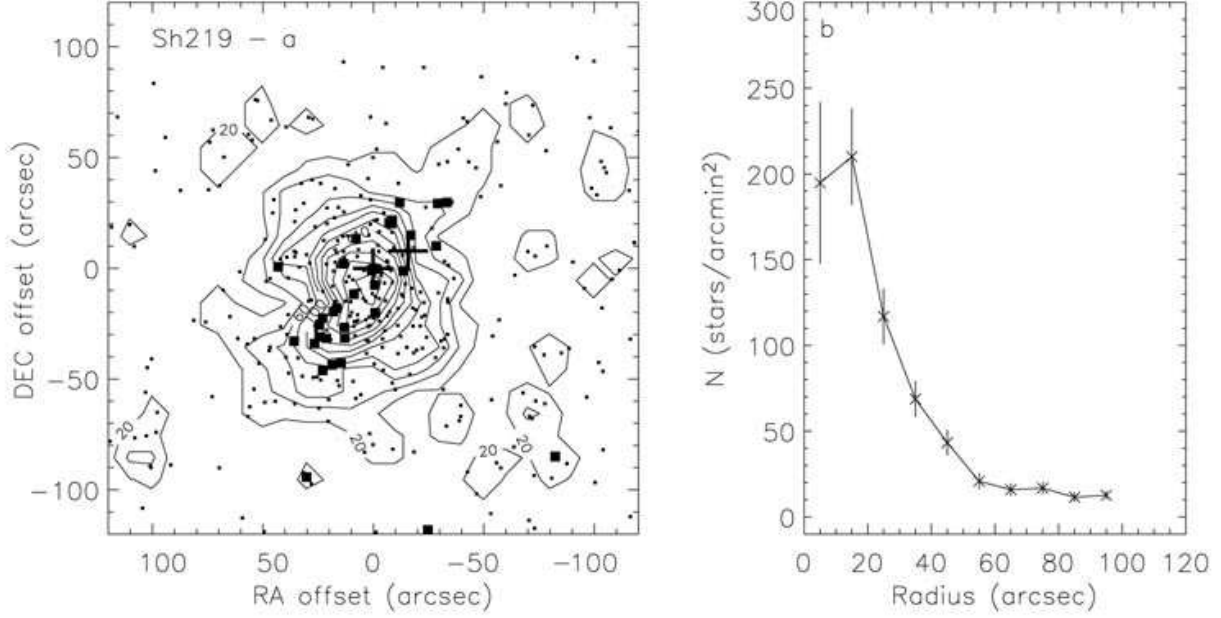 Sh219 - a
DEC offset (arcsec)
100
50
0
-50
-100
20
20
20
20
20
20
100 50 0 -50 -100
RA offset (arcsec)
b
N (stars/arcmin²)
300
250
200
150
100
50
0
0 20 40 60 80 100 120
Radius (arcsec)